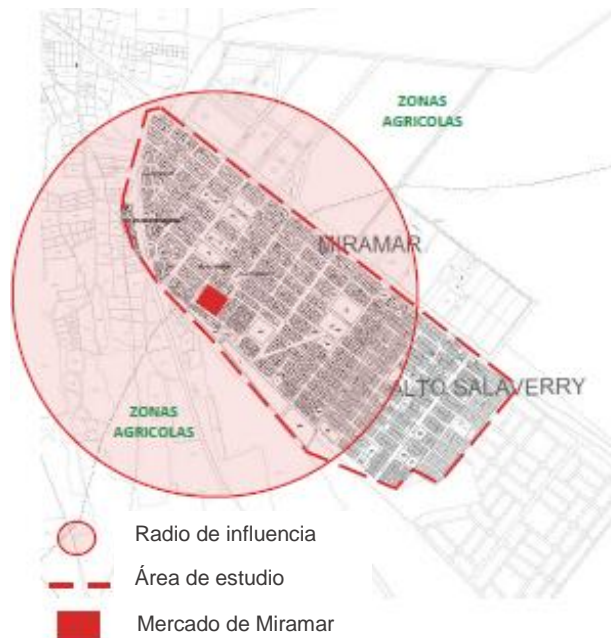 ZONAS
AGRICOLAS
MIRAMAR
ALTO SALAVERRY
ZONAS
AGRICOLAS
Radio de influencia
Área de estudio
Mercado de Miramar